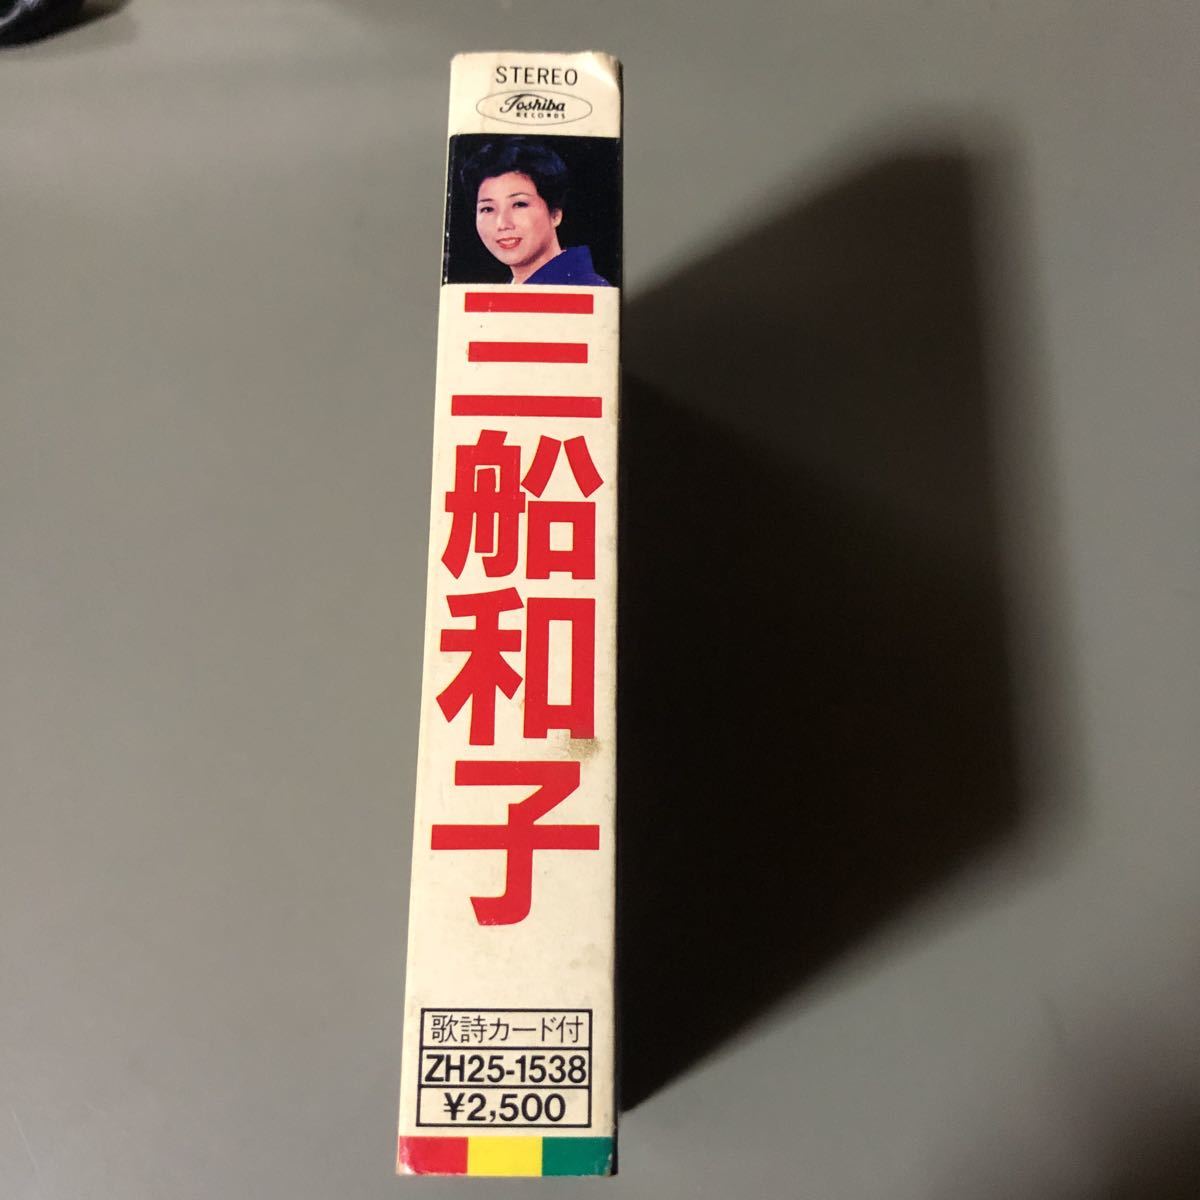 STEREO
Toshiba
RECORDS
三船和子
歌詩カード付
ZH25-1538
¥2,500